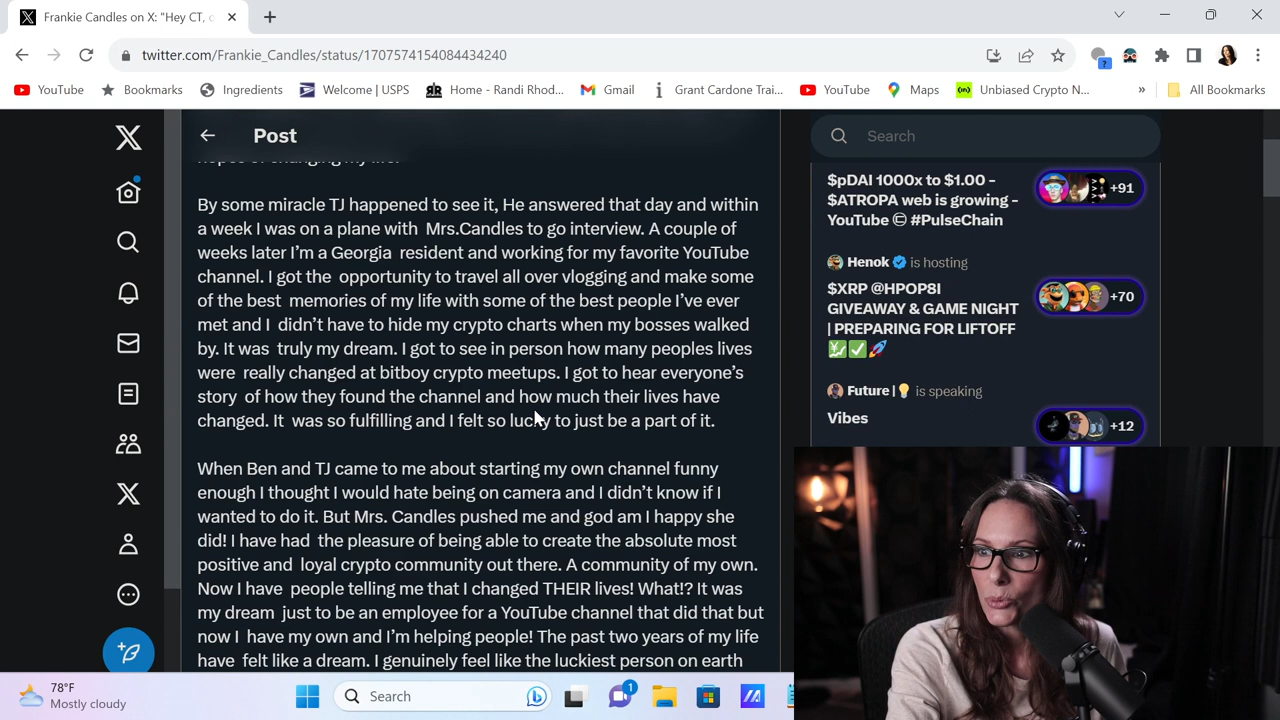 Frankie Candles on X: "Hey CT, o
twitter.com/Frankie_Candles/status/1707574154084434240
?
YouTube
Bookmarks
Ingredients
Welcome | USPS
Home - Randi Rhod...
Gmail
Grant Cardone Trai...
YouTube
Maps
Unbiased Crypto N...
»
All Bookmarks
Post
Search
hopes of changing my life.
By some miracle TJ happened to see it, He answered that day and within
a week I was on a plane with Mrs.Candles to go interview. A couple of
weeks later I'm a Georgia resident and working for my favorite YouTube
channel. I got the opportunity to travel all over vlogging and make some
of the best memories of my life with some of the best people I've ever
met and I didn't have to hide my crypto charts when my bosses walked
by. It was truly my dream. I got to see in person how many peoples lives
were really changed at bitboy crypto meetups. I got to hear everyone's
story of how they found the channel and how much their lives have
changed. It was so fulfilling and I felt so lucky to just be a part of it.
When Ben and TJ came to me about starting my own channel funny
enough I thought I would hate being on camera and I didn't know if I
wanted to do it. But Mrs. Candles pushed me and god am I happy she
did! I have had the pleasure of being able to create the absolute most
positive and loyal crypto community out there. A community of my own.
Now I have people telling me that I changed THEIR lives! What!? It was
my dream just to be an employee for a YouTube channel that did that but
now I have my own and I'm helping people! The past two years of my life
have felt like a dream. I genuinely feel like the luckiest person on earth
$pDAI 1000x to $1.00 -
$ATROPA web is growing -
YouTube © #PulseChain
+91
Henok is hosting
$XRP @HPOP8I
GIVEAWAY & GAME NIGHT
| PREPARING FOR LIFTOFF
+70
Future | is speaking
Vibes
+12
78°F
Mostly cloudy
Search
1